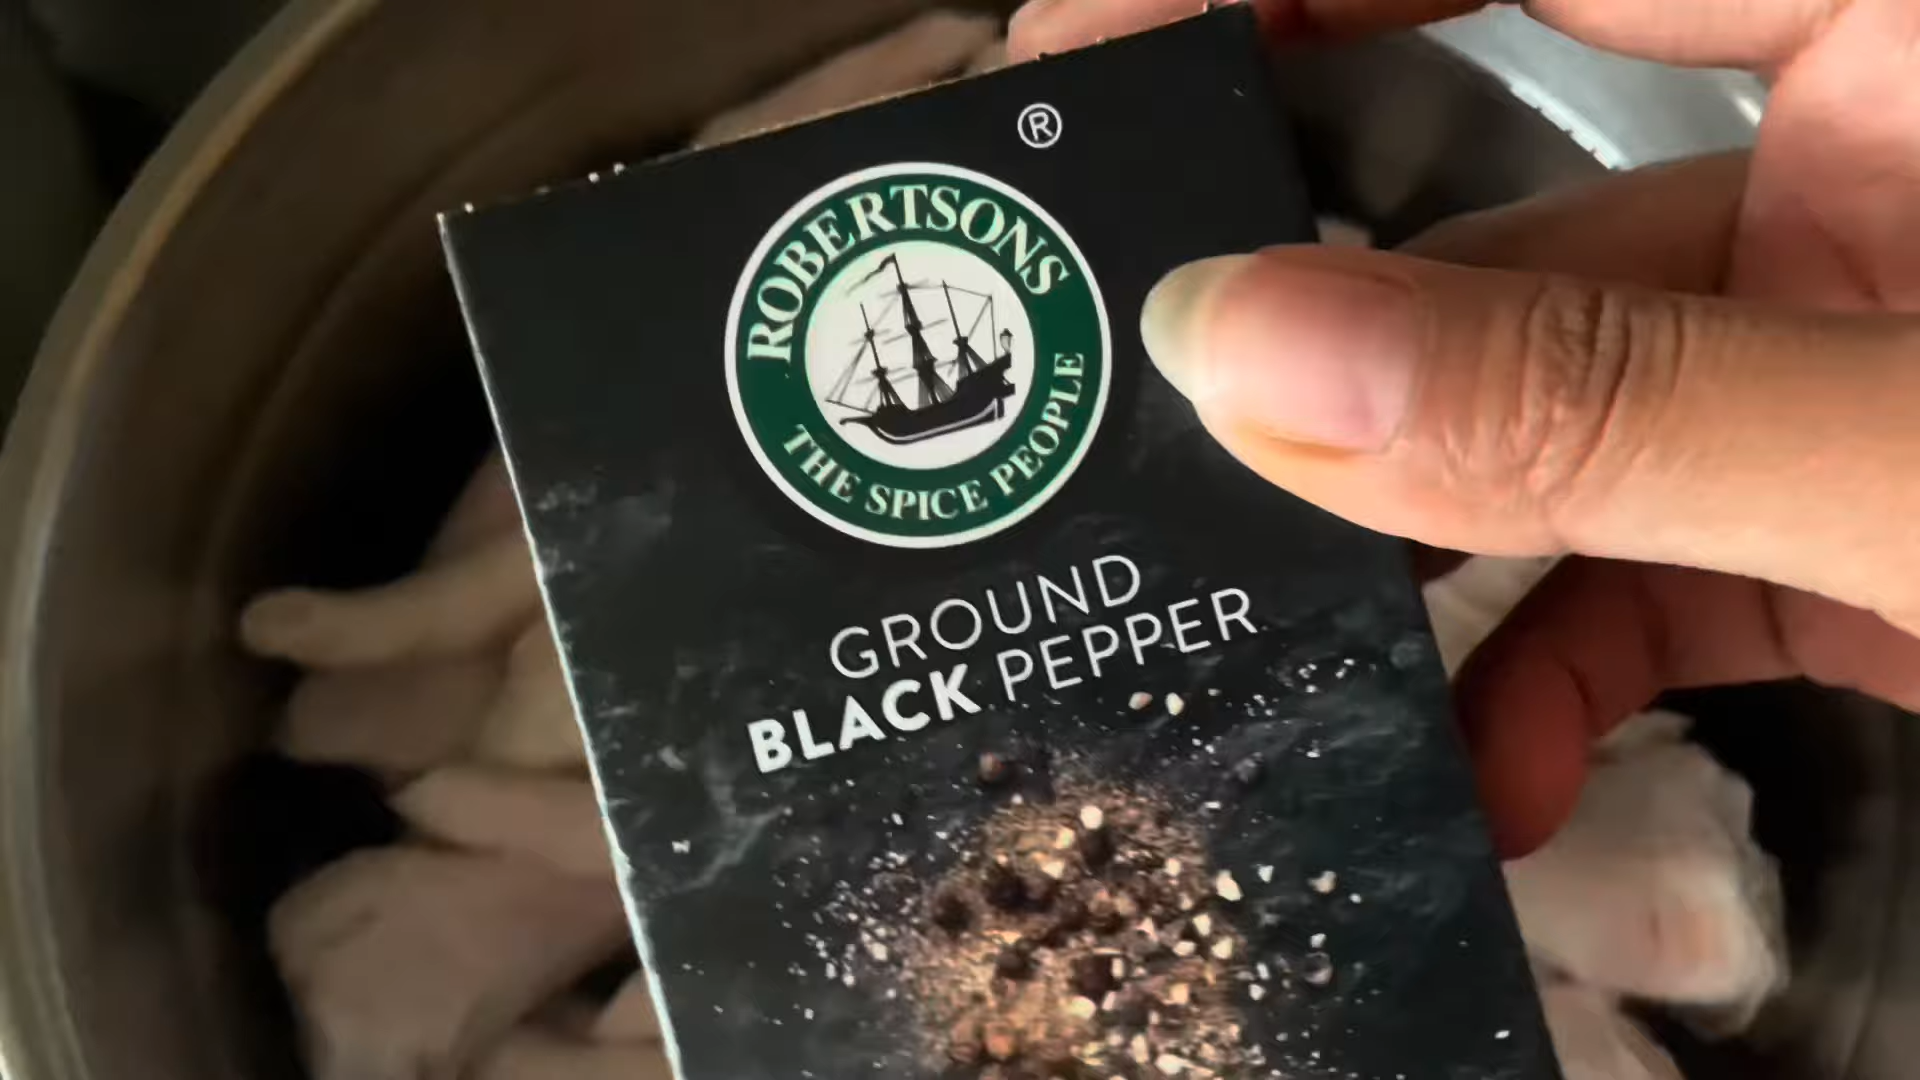 ®
ROBERTSONS
THE SPICE PEOPLE
GROUND
BLACK PEPPER